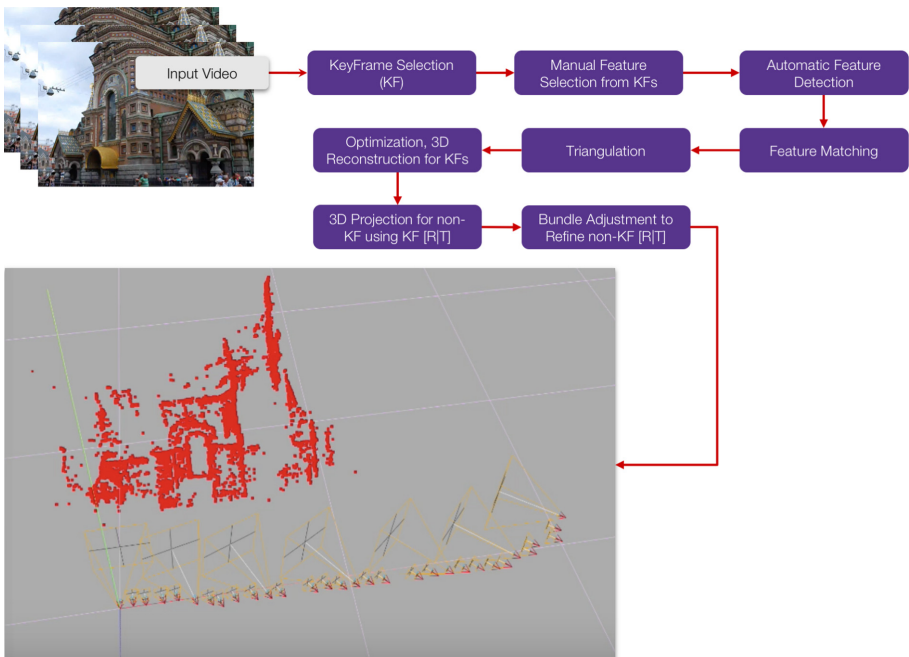 Input Video
KeyFrame Selection
(KF)
Manual Feature
Selection from KFs
Automatic Feature
Detection
Optimization, 3D
Reconstruction for KFs
Triangulation
Feature Matching
3D Projection for non-
KF using KF [R|T]
Bundle Adjustment to
Refine non-KF [R|T]